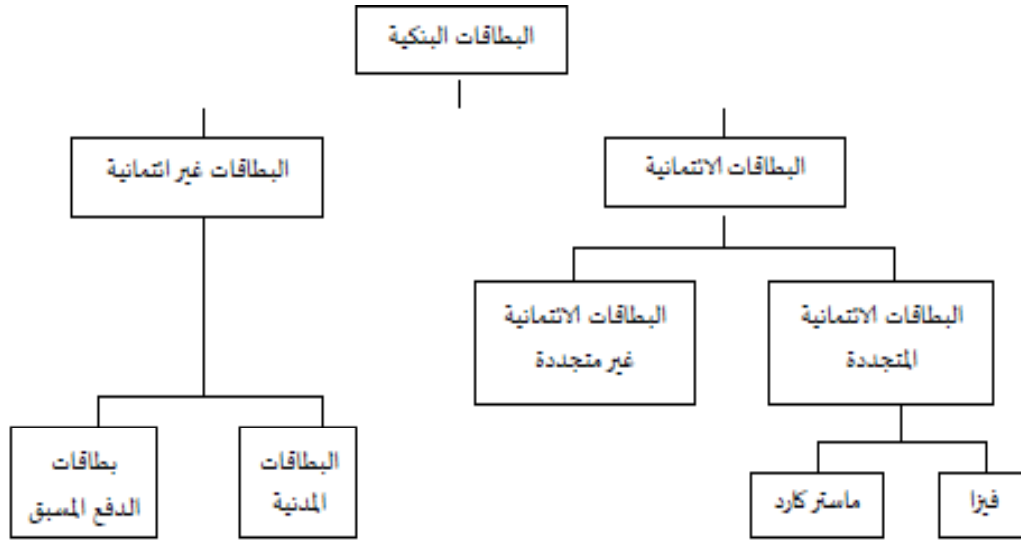 البطاقات البنكية
البطاقات الائتمانية
البطاقات غير ائتمانية
البطاقات الائتمانية
المتجددة
البطاقات الائتمانية
غير متجددة
فيزا
ماستر كارد
البطاقات
المدنية
بطاقات
الدفع المسبق